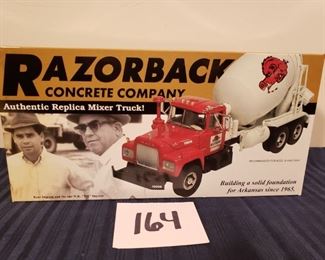 RAZORBACK
CONCRETE COMPANY
Authentic Replica Mixer Truck!
Building a solid foundation
for Arkansas since 1965.
164